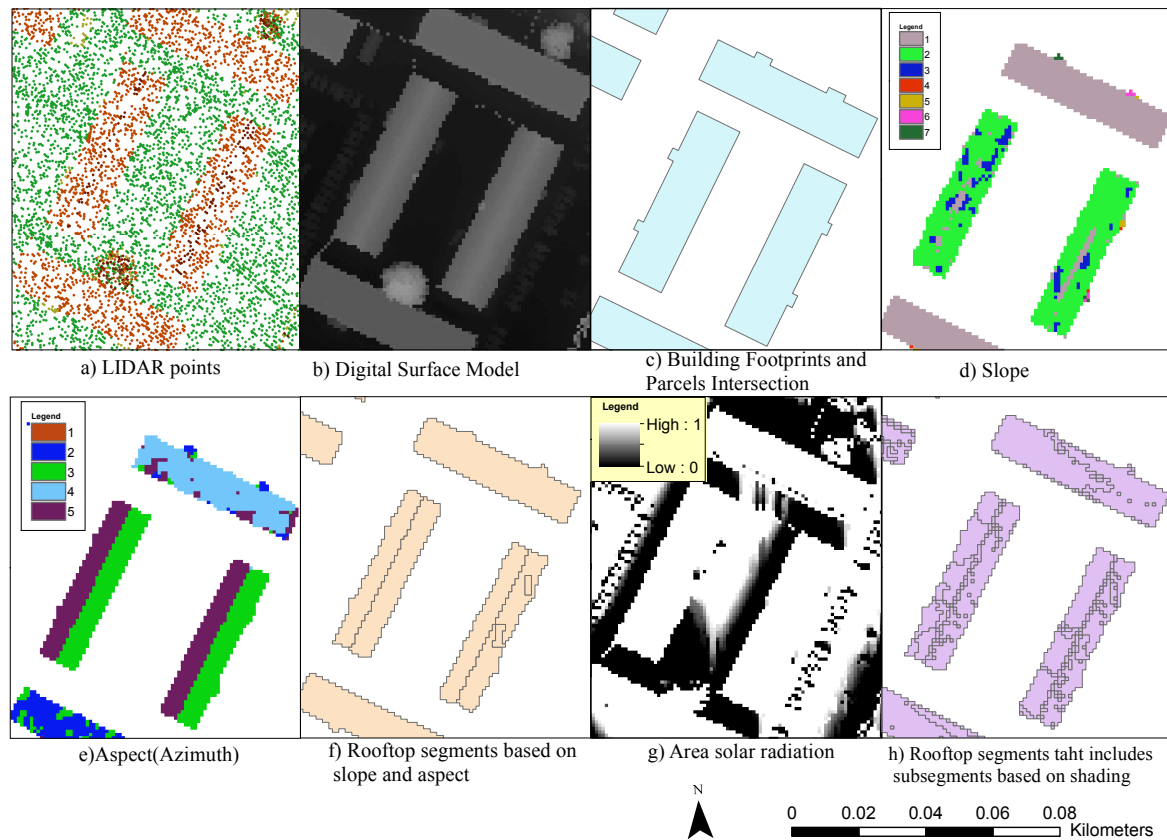 Legend
1
2
3
4
5
6
7
a) LIDAR points
b) Digital Surface Model
c) Building Footprints and
Parcels Intersection
d) Slope
Legend
1
2
3
4
5
Legend
High : 1
Low : 0
e)Aspect(Azimuth)
f) Rooftop segments based on
slope and aspect
g) Area solar radiation
h) Rooftop segments taht includes
subsegments based on shading
N
0 0.02 0.04 0.06 0.08
Kilometers